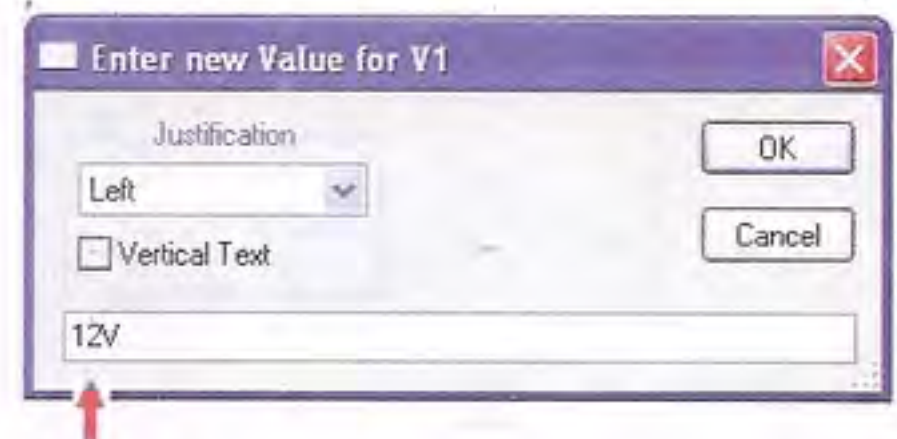 Enter new Value for V1
Justification
OK
Left
Vertical Text
Cancel
12V